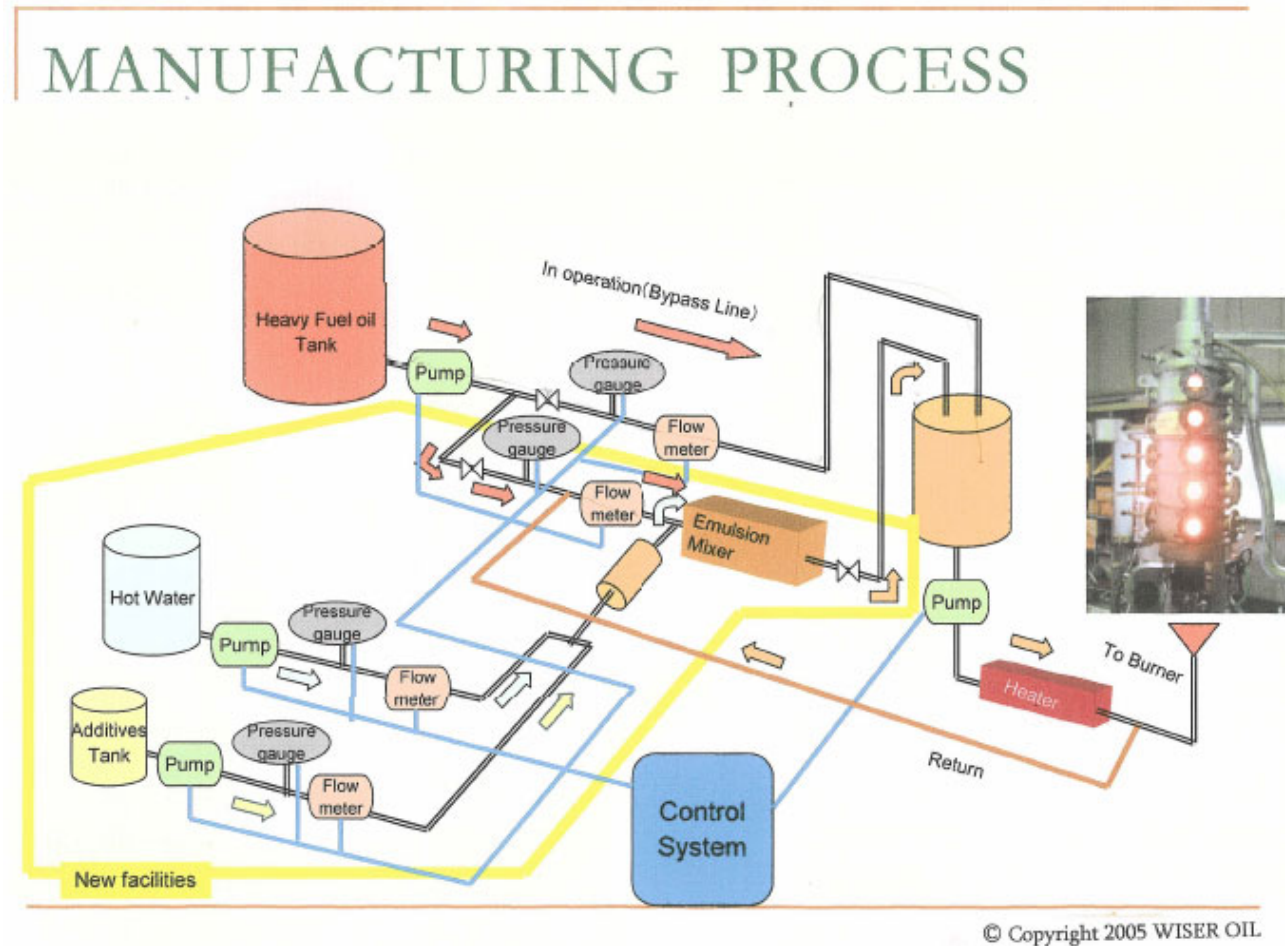 MANUFACTURING PROCESS
In operation(Bypass Line)
Heavy Fuel oil
Tank
Pump
Pressure
gauge
Pressure
gauge
Flow
meter
Flow
meter
Emulsion
Mixer
Hot Water
Pressure
gauge
Pump
Flow
meter
Pump
To Burner
Heater
Additives
Tank
Pressure
gauge
Pump
Flow
meter
Return
Control
System
New facilities
© Copyright 2005 WISER OIL